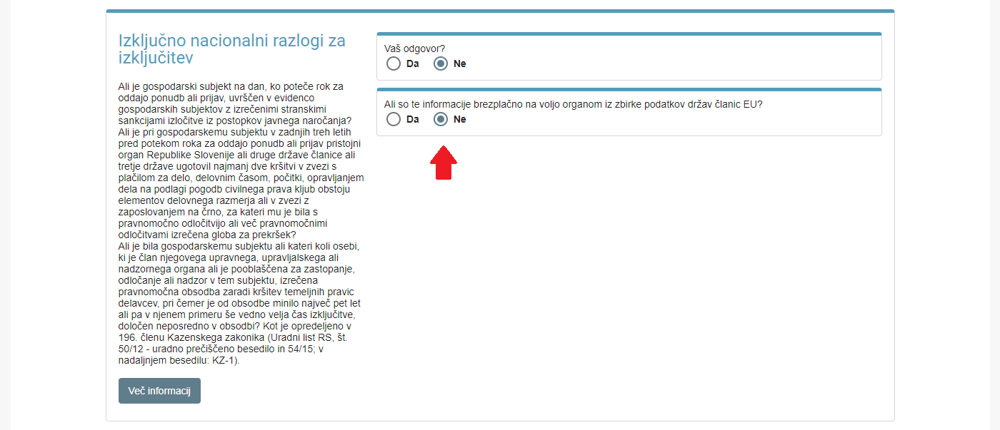 Izključno nacionalni razlogi za
izključitev
Ali je gospodarski subjekt na dan, ko poteče rok za
oddajo ponudb ali prijav, uvrščen v evidenco
gospodarskih subjektov z izrečenimi stranskimi
sankcijami izločitve iz postopkov javnega naročanja?
Ali je pri gospodarskemu subjektu v zadnjih treh letih
pred potekom roka za oddajo ponudb ali prijav pristojni
organ Republike Slovenije ali druge države članice ali
tretje države ugotovil najmanj dve kršitvi v zvezi s
plačilom za delo, delovnim časom, počitki, opravljanjem
dela na podlagi pogodb civilnega prava kljub obstoju
elementov delovnega razmerja ali v zvezi z
zaposlovanjem na črno, za kateri mu je bila s
pravnomočno odločitvijo ali več pravnomočnimi
odločitvami izrečena globa za prekršek?
Ali je bila gospodarskemu subjektu ali kateri koli osebi,
ki je član njegovega upravnega, upravljalskega ali
nadzornega organa ali je pooblaščena za zastopanje,
odločanje ali nadzor v tem subjektu, izrečena
pravnomočna obsodba zaradi kršitev temeljnih pravic
delavcev, pri čemer je od obsodbe minilo največ pet let
ali pa v njenem primeru še vedno velja čas izključitve,
določen neposredno v obsodbi? Kot je opredeljeno v
196. členu Kazenskega zakonika (Uradni list RS, št.
50/12 - uradno prečiščeno besedilo in 54/15; v
nadaljnjem besedilu: KZ-1).
Več informacij
Vaš odgovor?
Da Ne
Ali so te informacije brezplačno na voljo organom iz zbirke podatkov držav članic EU?
Da Ne